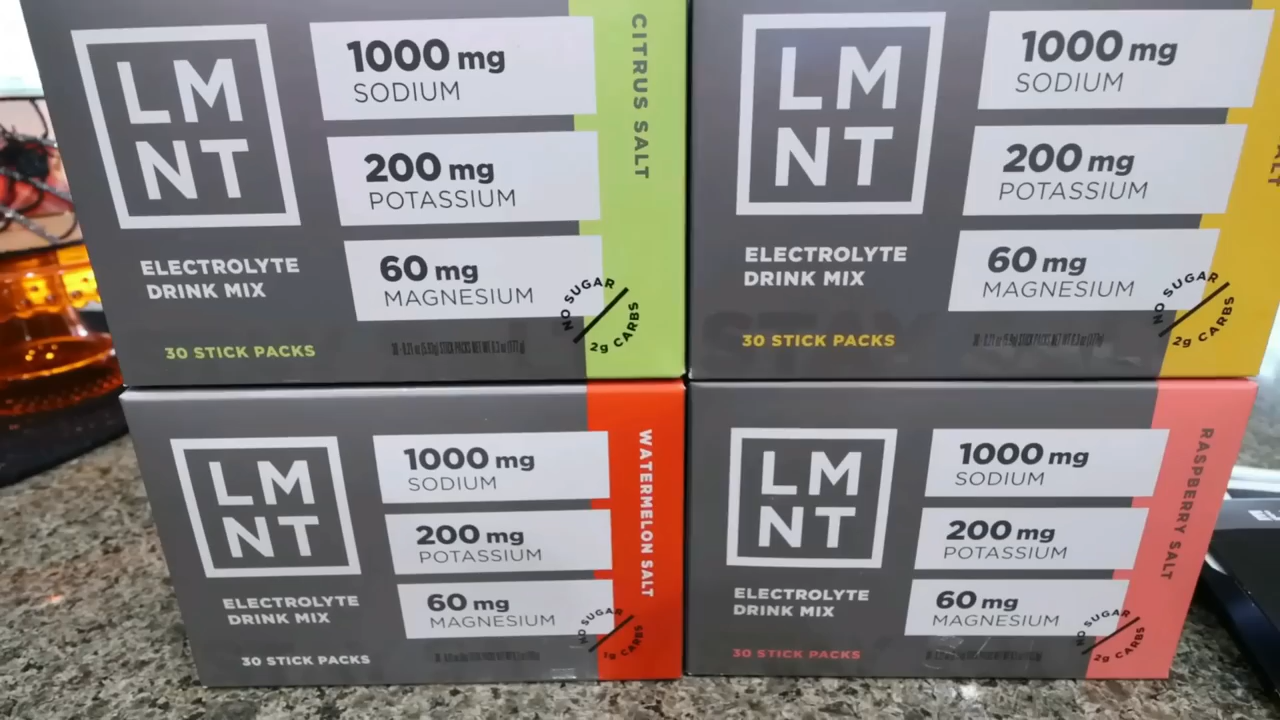 LM
NT
1000 mg
SODIUM
200 mg
POTASSIUM
60 mg
MAGNESIUM
ELECTROLYTE
DRINK MIX
30 STICK PACKS
NO SUGAR
2g CARBS
CITRUS SALT
LM
NT
1000 mg
SODIUM
200 mg
POTASSIUM
60 mg
MAGNESIUM
ELECTROLYTE
DRINK MIX
30 STICK PACKS
NO SUGAR
2g CARBS
LM
NT
1000 mg
SODIUM
200 mg
POTASSIUM
60 mg
MAGNESIUM
ELECTROLYTE
DRINK MIX
30 STICK PACKS
NO SUGAR
1g CARBS
WATERMELON SALT
LM
NT
1000 mg
SODIUM
200 mg
POTASSIUM
60 mg
MAGNESIUM
ELECTROLYTE
DRINK MIX
30 STICK PACKS
NO SUGAR
2g CARBS
RASPBERRY SALT